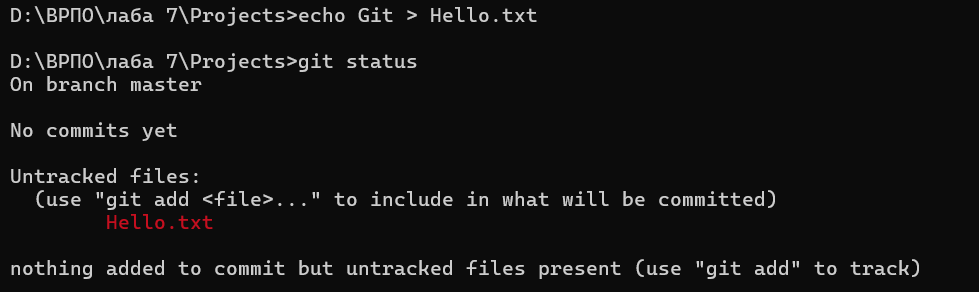 D:\ВРПО\лаба 7\Projects>echo Git > Hello.txt
D:\ВРПО\лаба 7\Projects>git status
On branch master
No commits yet
Untracked files:
(use "git add <file>..." to include in what will be committed)
Hello.txt
nothing added to commit but untracked files present (use "git add" to track)